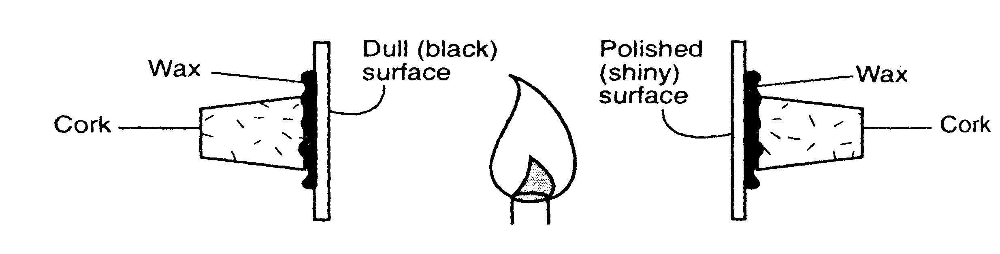 Wax
Cork
Dull (black)
surface
Polished
(shiny)
surface
Wax
Cork